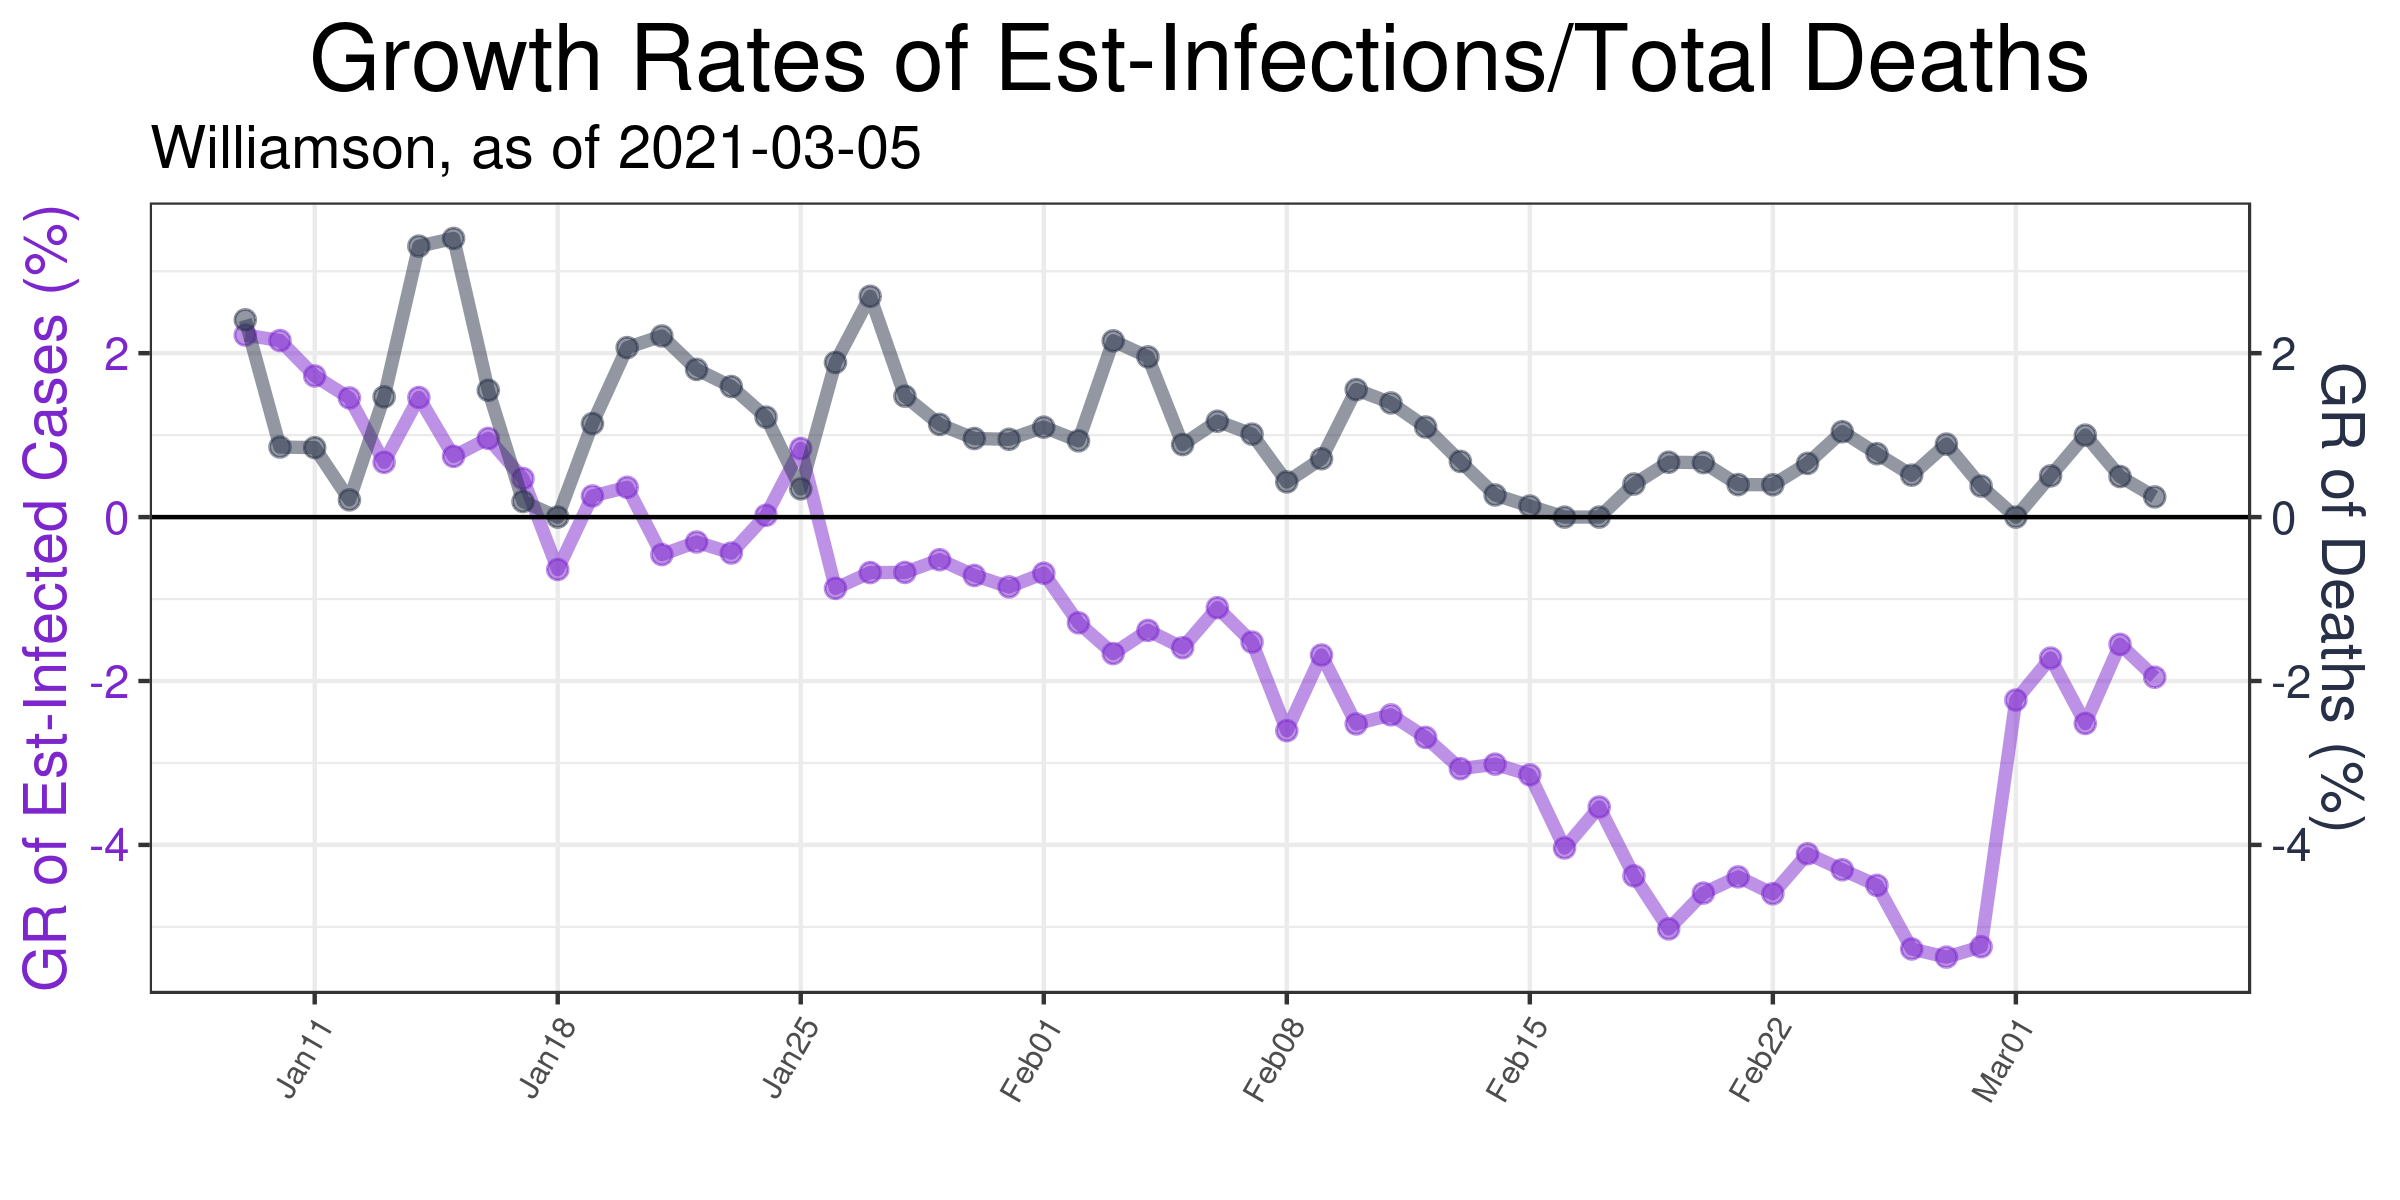 Growth Rates of Est-Infections/Total Deaths
Williamson, as of 2021-03-05
GR of Est-Infected Cases (%)
2
0
-2
-4
2
0
-2
-4
GR of Deaths (%)
Jan11
Jan18
Jan25
Feb01
Feb08
Feb15
Feb22
Mar01